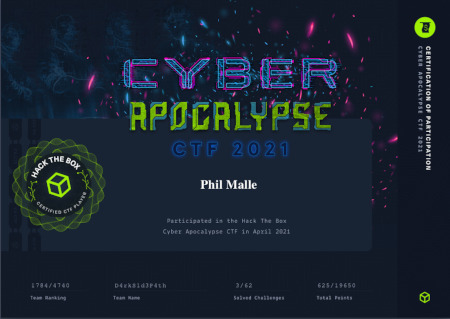 CYBER
APOCALYPSE
CTF 2021
HACK THE BOX
CERTIFIED CTF PLAYER
Phil Malle
Participated in the Hack The Box
Cyber Apocalypse CTF in April 2021
1784/4740
Team Ranking
D4rkS1d3P4th
Team Name
3/62
Solved Challenges
625/19650
Total Points
CERTIFICATION OF PARTICIPATION
CYBER APOCALYPSE CTF 2021